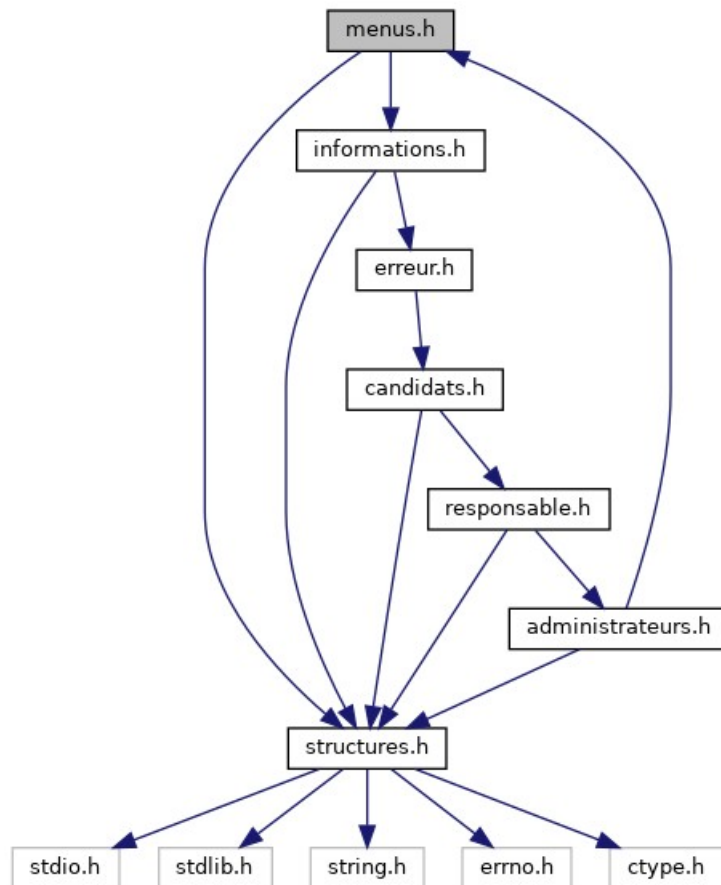 menus.h
informations.h
erreur.h
candidats.h
responsable.h
administrateurs.h
structures.h
stdio.h
stdlib.h
string.h
errno.h
ctype.h